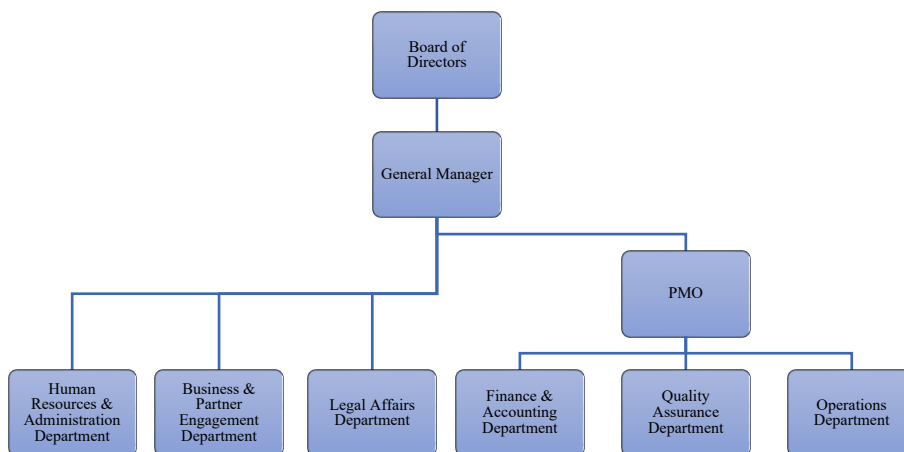 Board of
Directors
General Manager
PMO
Human
Resources &
Administration
Department
Business &
Partner
Engagement
Department
Legal Affairs
Department
Finance &
Accounting
Department
Quality
Assurance
Department
Operations
Department